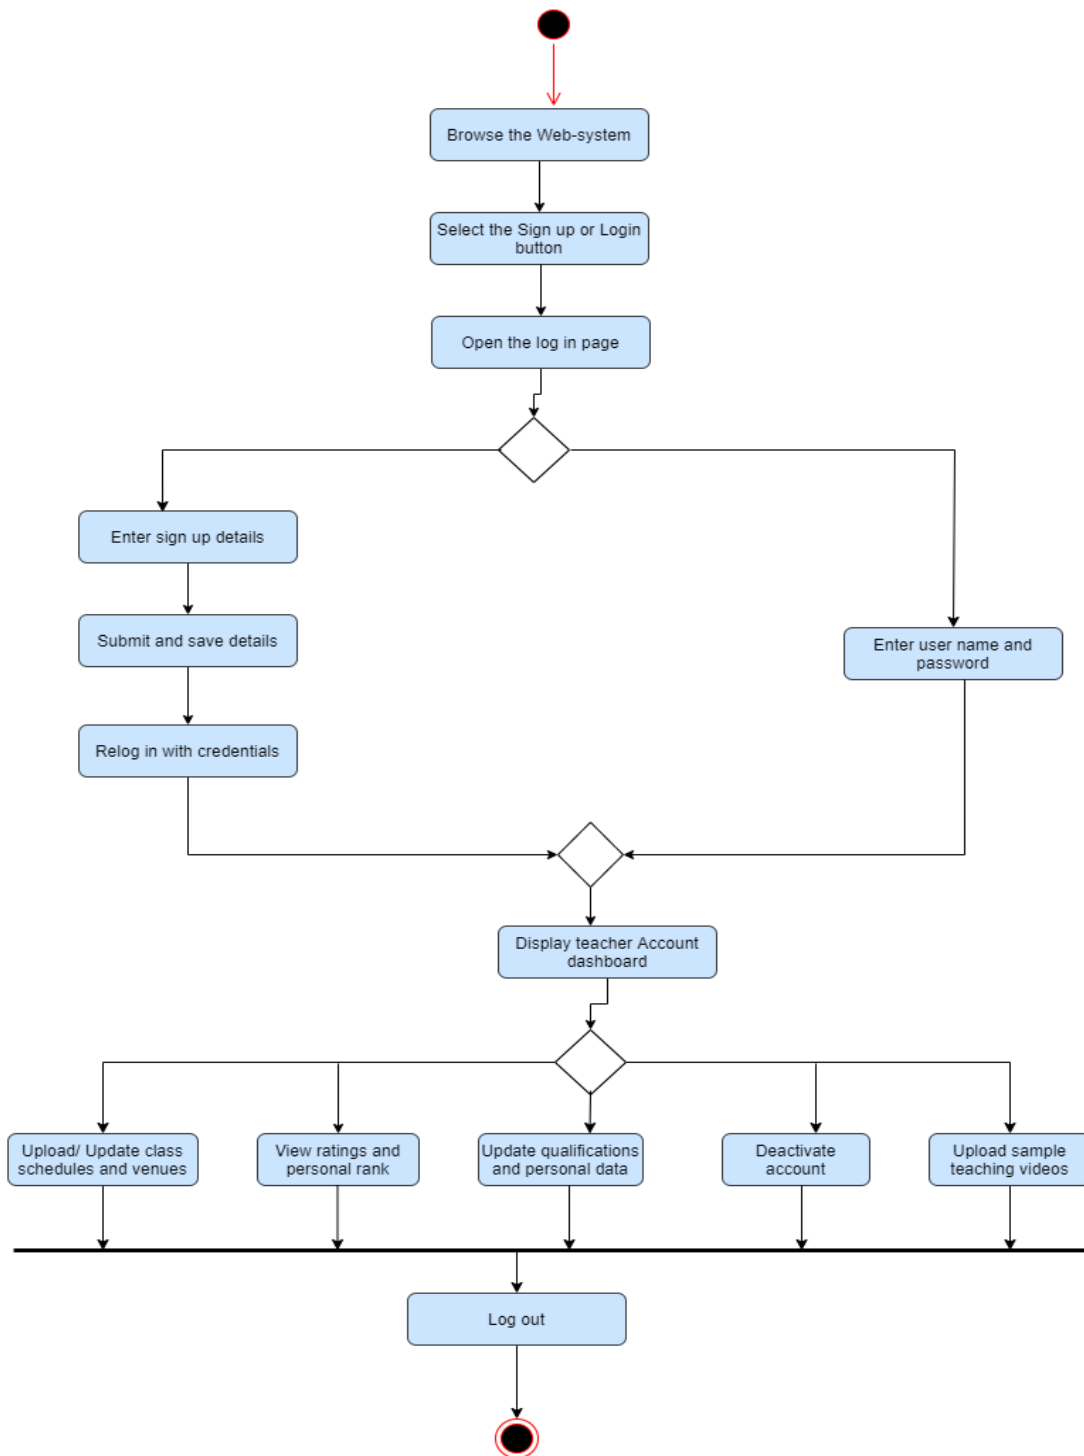 Browse the Web-system
Select the Sign up or Login
button
Open the log in page
Enter sign up details
Submit and save details
Enter user name and
password
Relog in with credentials
Display teacher Account
dashboard
Upload/ Update class
schedules and venues
View ratings and
personal rank
Update qualifications
and personal data
Deactivate
account
Upload sample
teaching videos
Log out